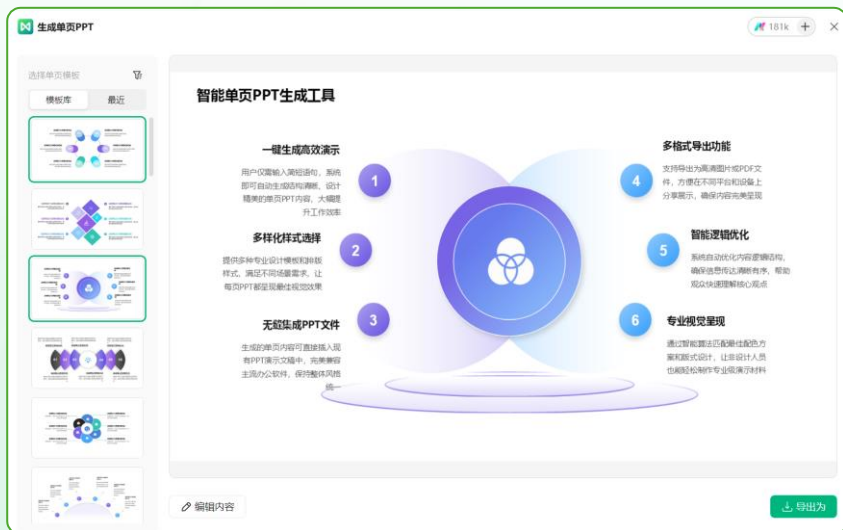 生成单页PPT
181k
选择单页模板
模板库
最近
智能单页PPT生成工具
一键生成高效演示
用户仅需输入简短语句，系统
即可自动生成结构清晰、设计
精美的单页PPT内容，大幅提
升工作效率
1
多样化样式选择
提供多种专业设计模板和排版
样式，满足不同场景需求，让
每页PPT都呈现最佳视觉效果
2
无缝集成PPT文件
生成的单页内容可直接插入现
有PPT演示文稿中，完美兼容
主流办公软件，保持整体风格
统一
3
多格式导出功能
支持导出为高清图片或PDF文
件，方便在不同平台和设备上
分享展示，确保内容完美呈现
4
智能逻辑优化
系统自动优化内容逻辑结构，
确保信息传达清晰有序，帮助
观众快速理解核心观点
5
专业视觉呈现
通过智能算法匹配最佳配色方
案和版式设计，让非设计人员
也能轻松制作专业级演示材料
6
编辑内容
导出为